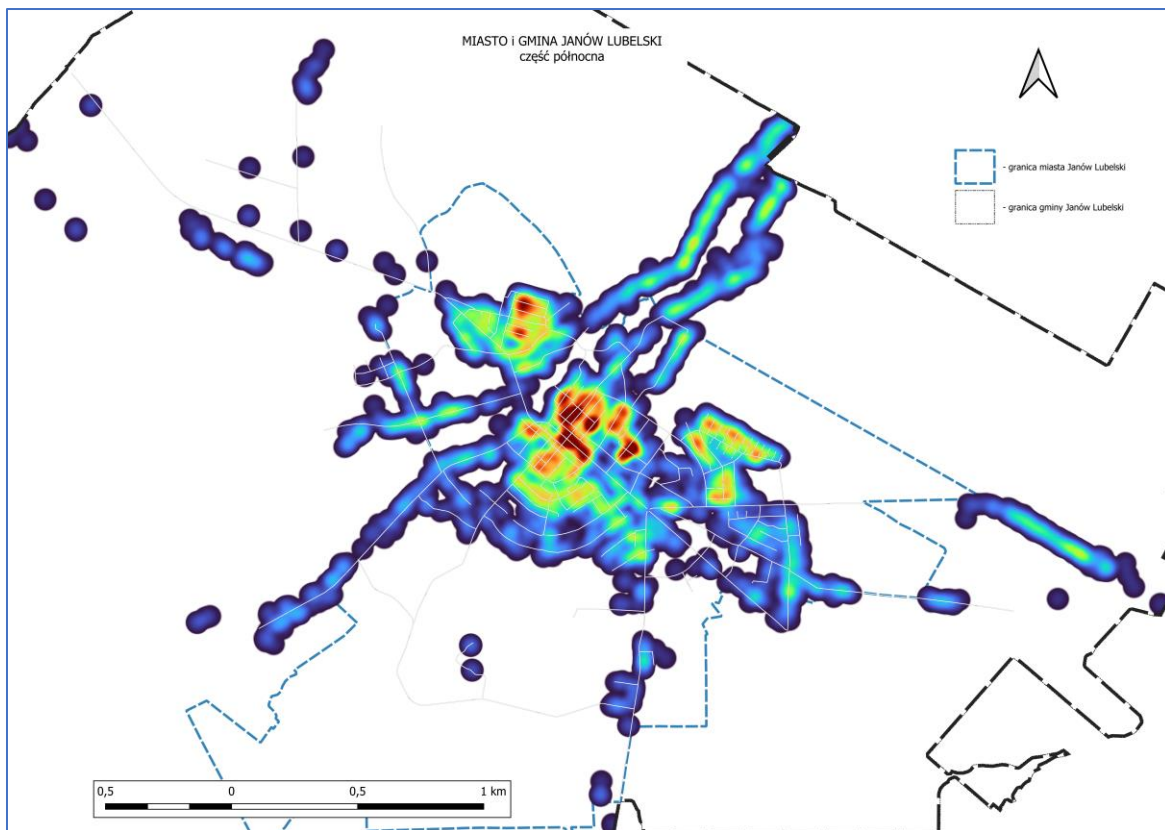 MIASTO i GMINA JANÓW LUBELSKI
część północna
- granica miasta Janów Lubelski
- granica gminy Janów Lubelski
0,5 0 0,5 1 km